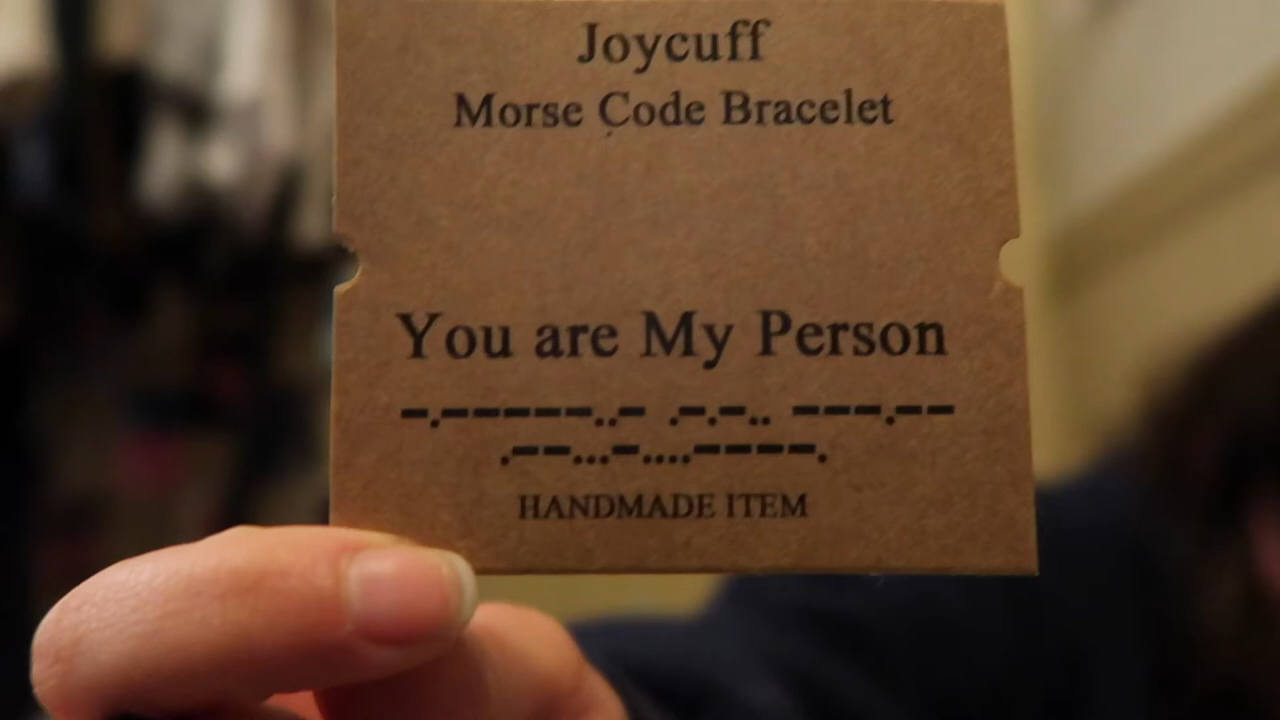 Joycuff
Morse Code Bracelet
You are My Person
-.-----..- .-.-.. ---.--
.--...-....----.
HANDMADE ITEM